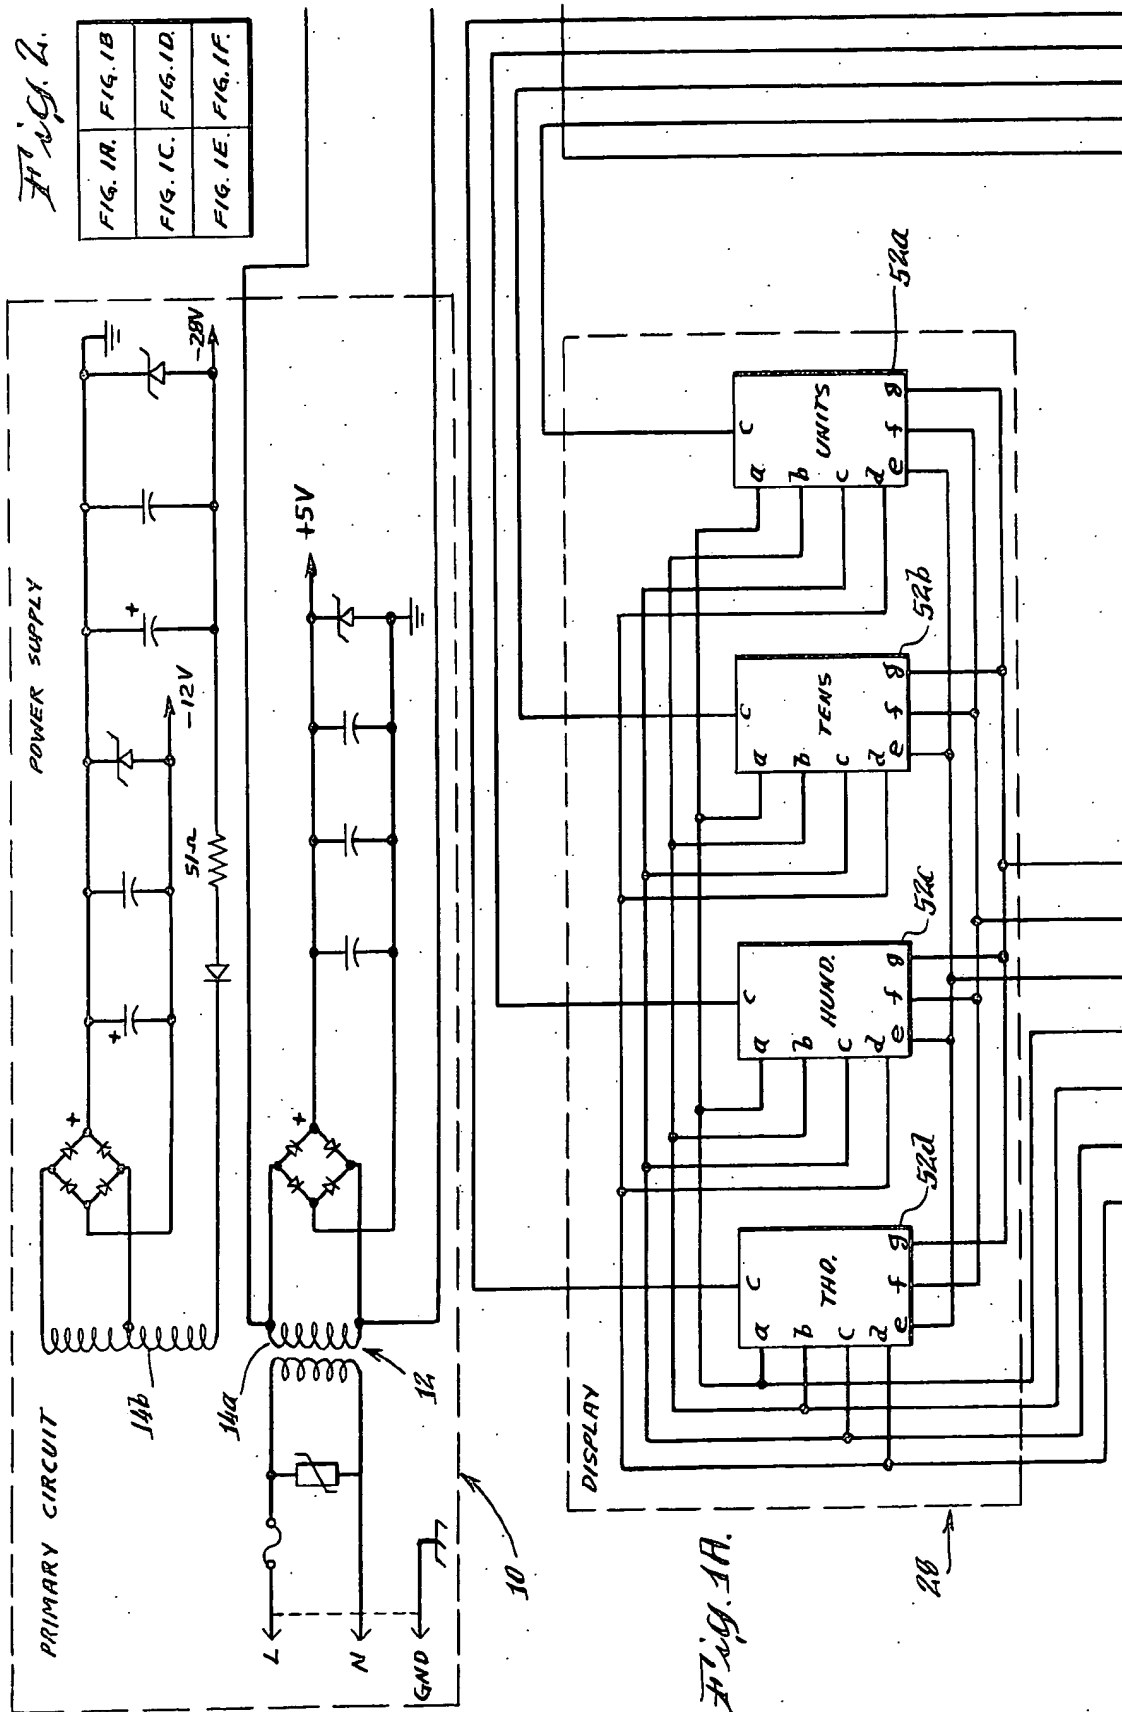 Fig. 2.
FIG. 1A. FIG. 1B
FIG. 1C. FIG. 1D.
FIG. 1E. FIG. 1F.
PRIMARY CIRCUIT
POWER SUPPLY
14b
+
+
-12V
+
51Ω
-28V
14a
12
+
+5V
L
N
GND
10
Fig. 1A.
DISPLAY
28
c
THO.
a
b
c
d
e f g
52d
c
HUND.
a
b
c
d
e f g
52c
c
TENS
a
b
c
d
e f g
52b
c
UNITS
a
b
c
d
e f g
52a